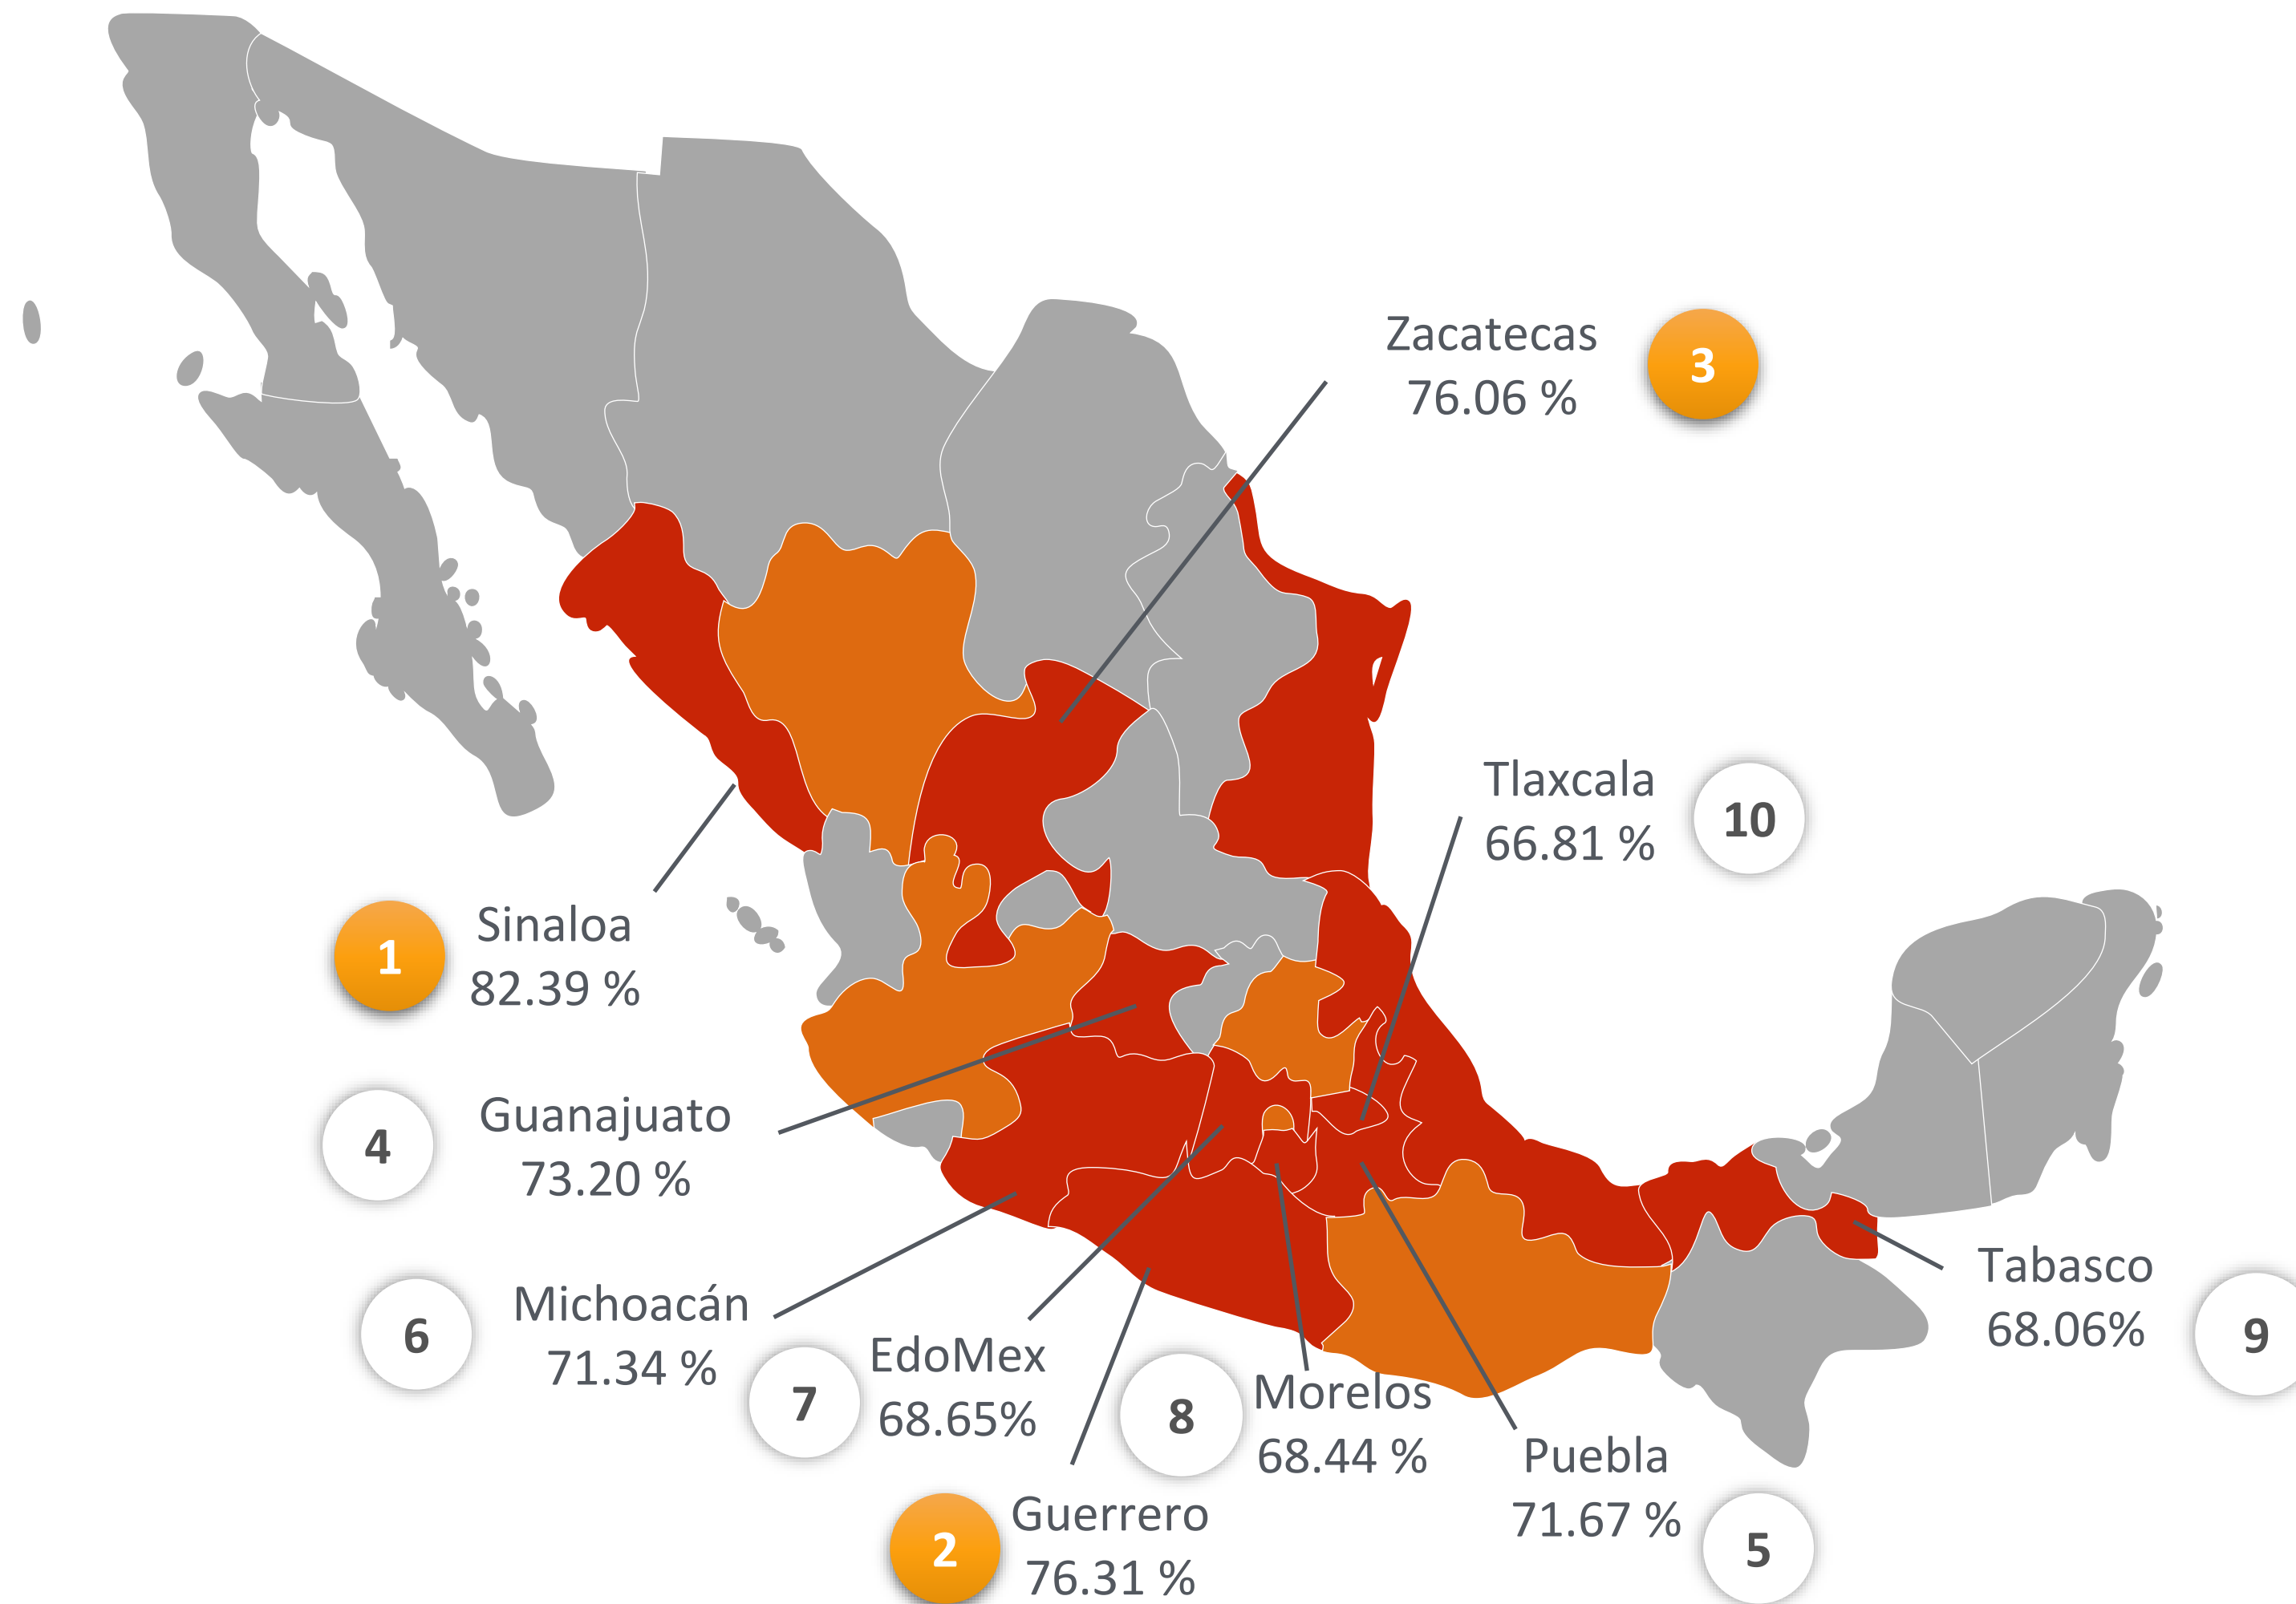 Zacatecas
76.06 %
3
Tlaxcala
66.81 %
10
1
Sinaloa
82.39 %
4
Guanajuato
73.20 %
6
Michoacán
71.34 %
7
EdoMex
68.65%
8
Morelos
68.44 %
Tabasco
68.06%
9
Puebla
71.67 %
5
2
Guerrero
76.31 %